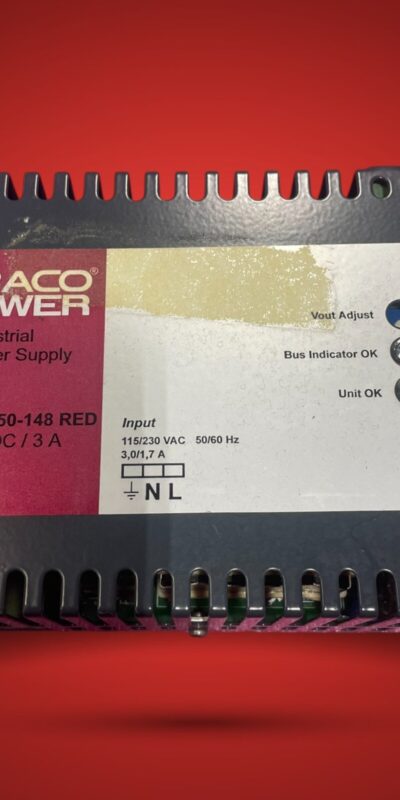 RACO®
OWER
strial
er Supply
50-148 RED
DC / 3 A
Vout Adjust
Bus Indicator OK
Unit OK
Input
115/230 VAC 50/60 Hz
3,0/1,7 A
N L